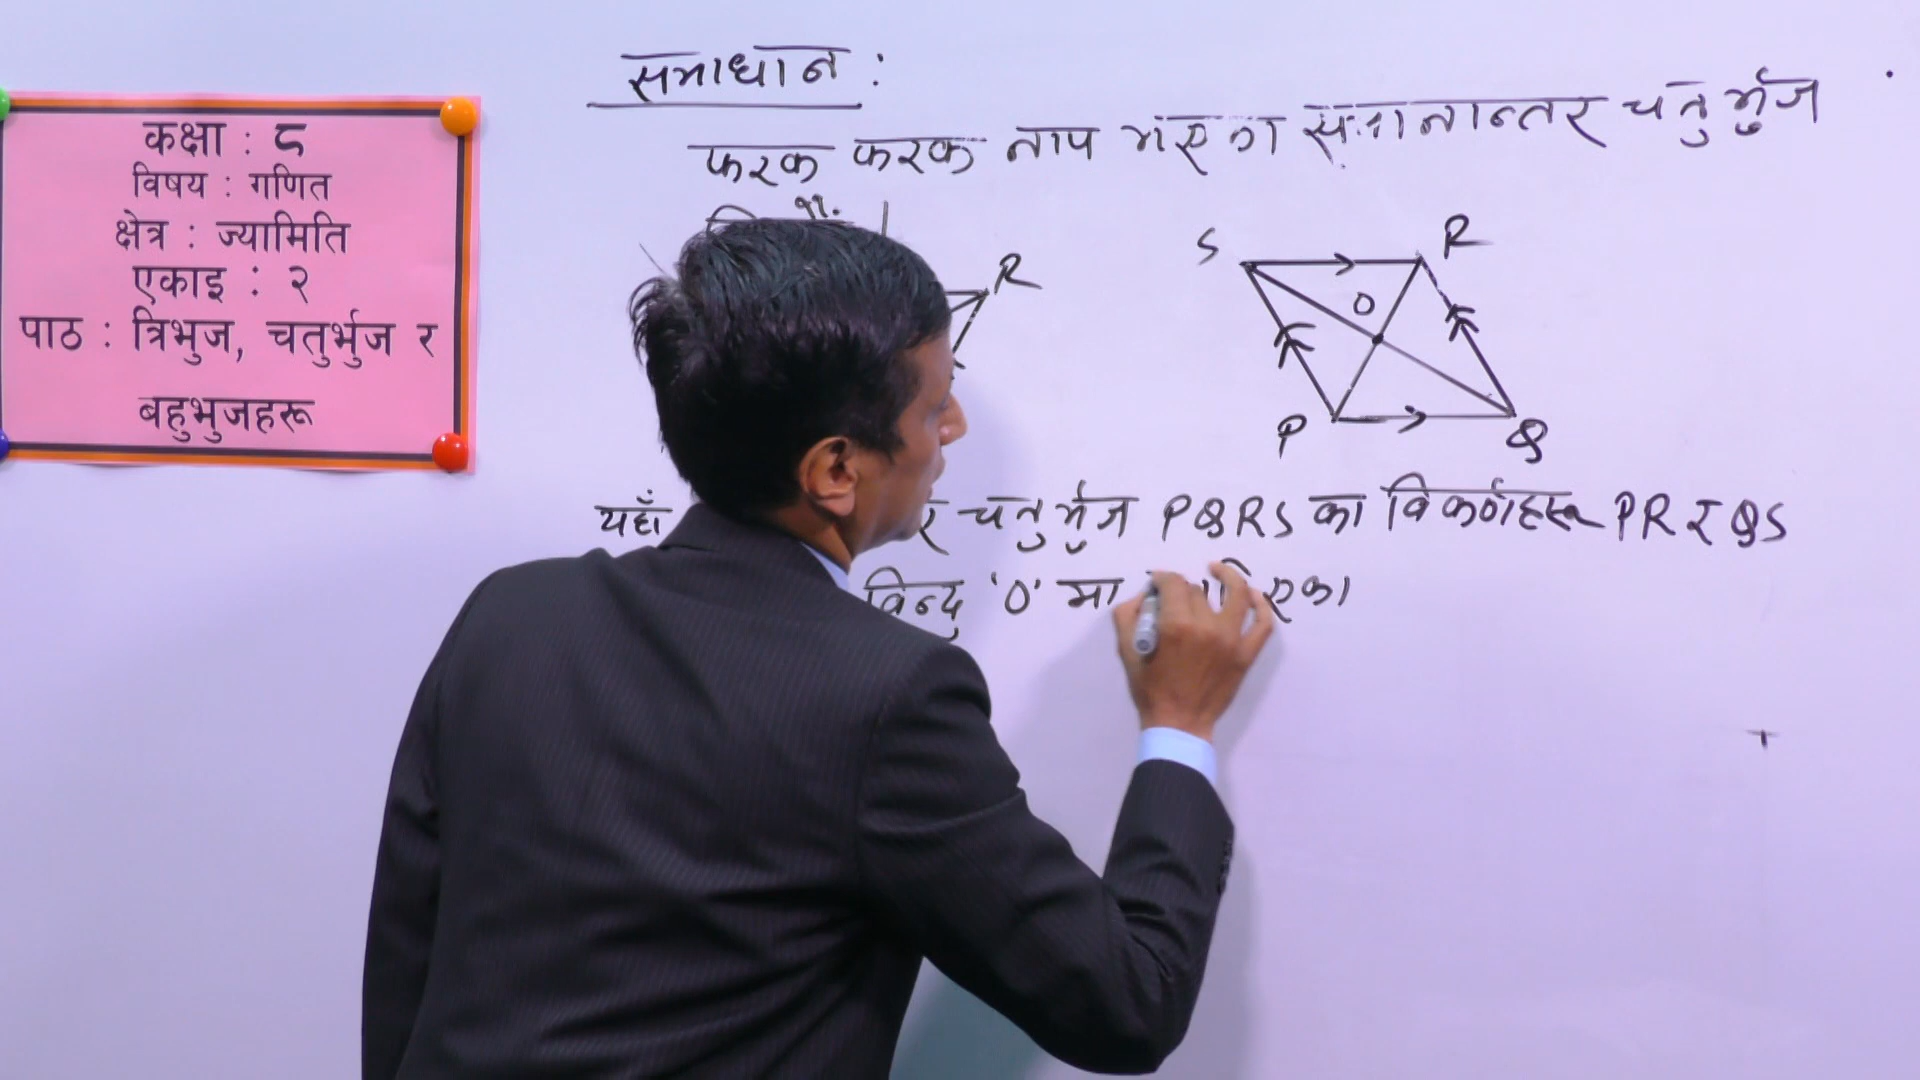 कक्षा : ८
विषय : गणित
क्षेत्र : ज्यामिति
एकाइ : २
पाठ : त्रिभुज, चतुर्भुज र
बहुभुजहरू
समाधान :
फरक फरक नाप भएका समानान्तर चतुर्भुज
R
S R
O
P Q
यहाँ र चतुर्भुज PQRS का विकर्णहरू PR र QS
विन्दु 'O' मा